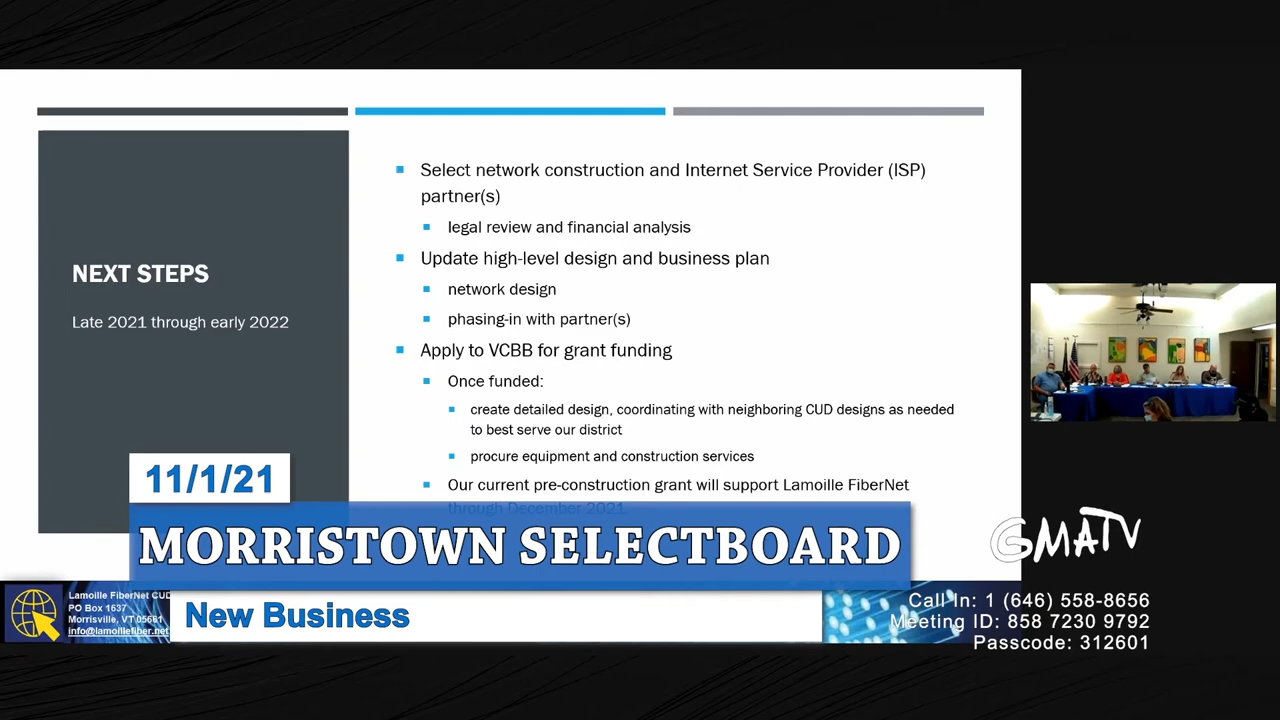 NEXT STEPS
Late 2021 through early 2022
Select network construction and Internet Service Provider (ISP)
partner(s)
legal review and financial analysis
Update high-level design and business plan
network design
phasing-in with partner(s)
Apply to VCBB for grant funding
Once funded:
create detailed design, coordinating with neighboring CUD designs as needed
to best serve our district
procure equipment and construction services
Our current pre-construction grant will support Lamoille FiberNet
through December 2021.
11/1/21
MORRISTOWN SELECTBOARD
New Business
Lamoille FiberNet CUD
PO Box 1637
Morrisville, VT 05661
info@lamoillefiber.net
GMATV
Call In: 1 (646) 558-8656
Meeting ID: 858 7230 9792
Passcode: 312601